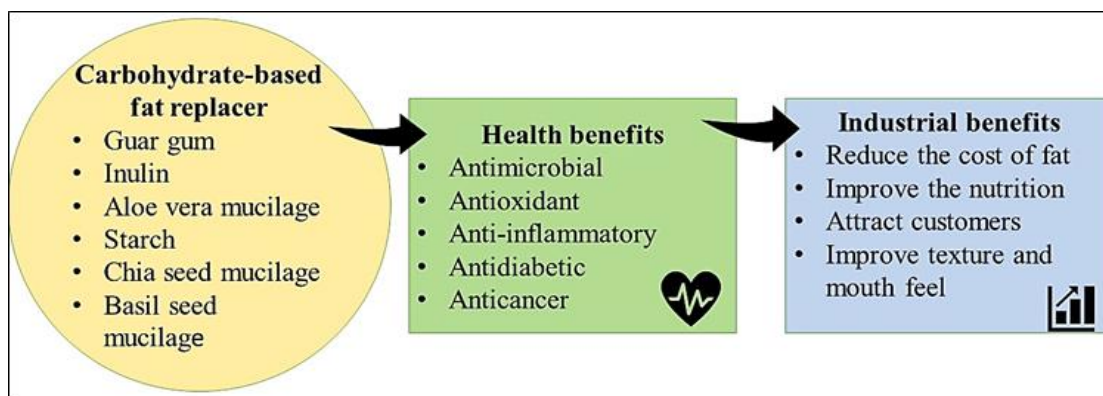 Carbohydrate-based
fat replacer
• Guar gum
• Inulin
• Aloe vera mucilage
• Starch
• Chia seed mucilage
• Basil seed
mucilage
Health benefits
• Antimicrobial
• Antioxidant
• Anti-inflammatory
• Antidiabetic
• Anticancer
Industrial benefits
• Reduce the cost of fat
• Improve the nutrition
• Attract customers
• Improve texture and
mouth feel